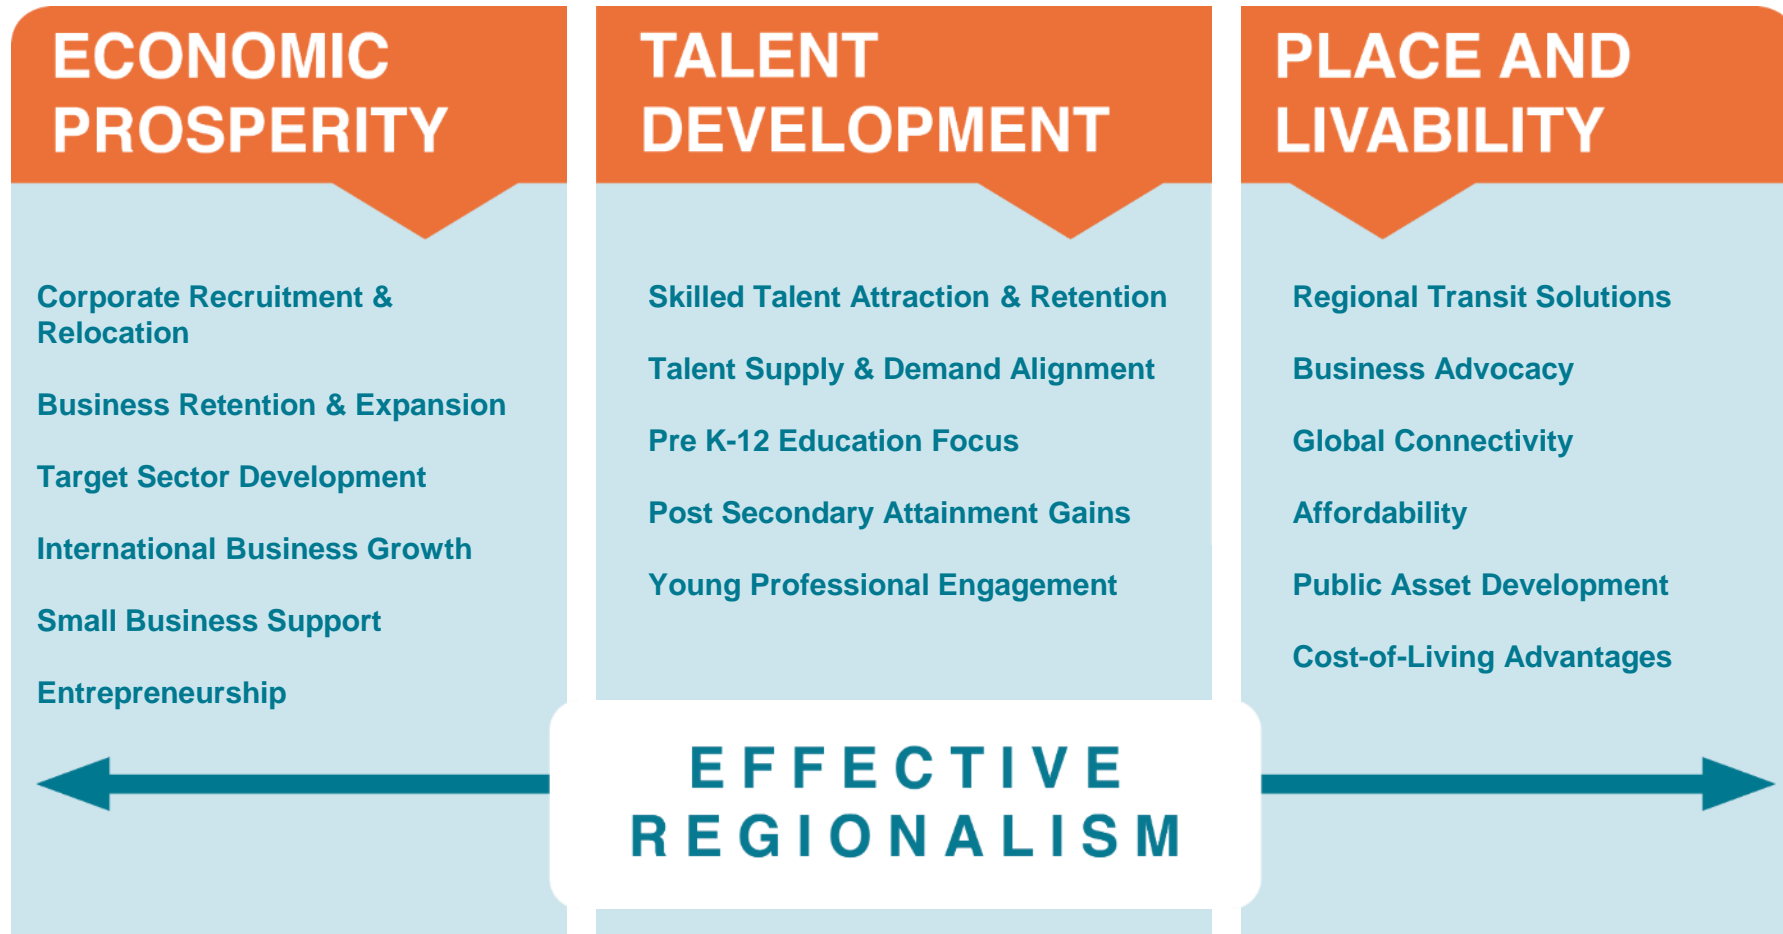 ECONOMIC
PROSPERITY
Corporate Recruitment &
Relocation
Business Retention & Expansion
Target Sector Development
International Business Growth
Small Business Support
Entrepreneurship
TALENT
DEVELOPMENT
Skilled Talent Attraction & Retention
Talent Supply & Demand Alignment
Pre K-12 Education Focus
Post Secondary Attainment Gains
Young Professional Engagement
PLACE AND
LIVABILITY
Regional Transit Solutions
Business Advocacy
Global Connectivity
Affordability
Public Asset Development
Cost-of-Living Advantages
EFFECTIVE
REGIONALISM